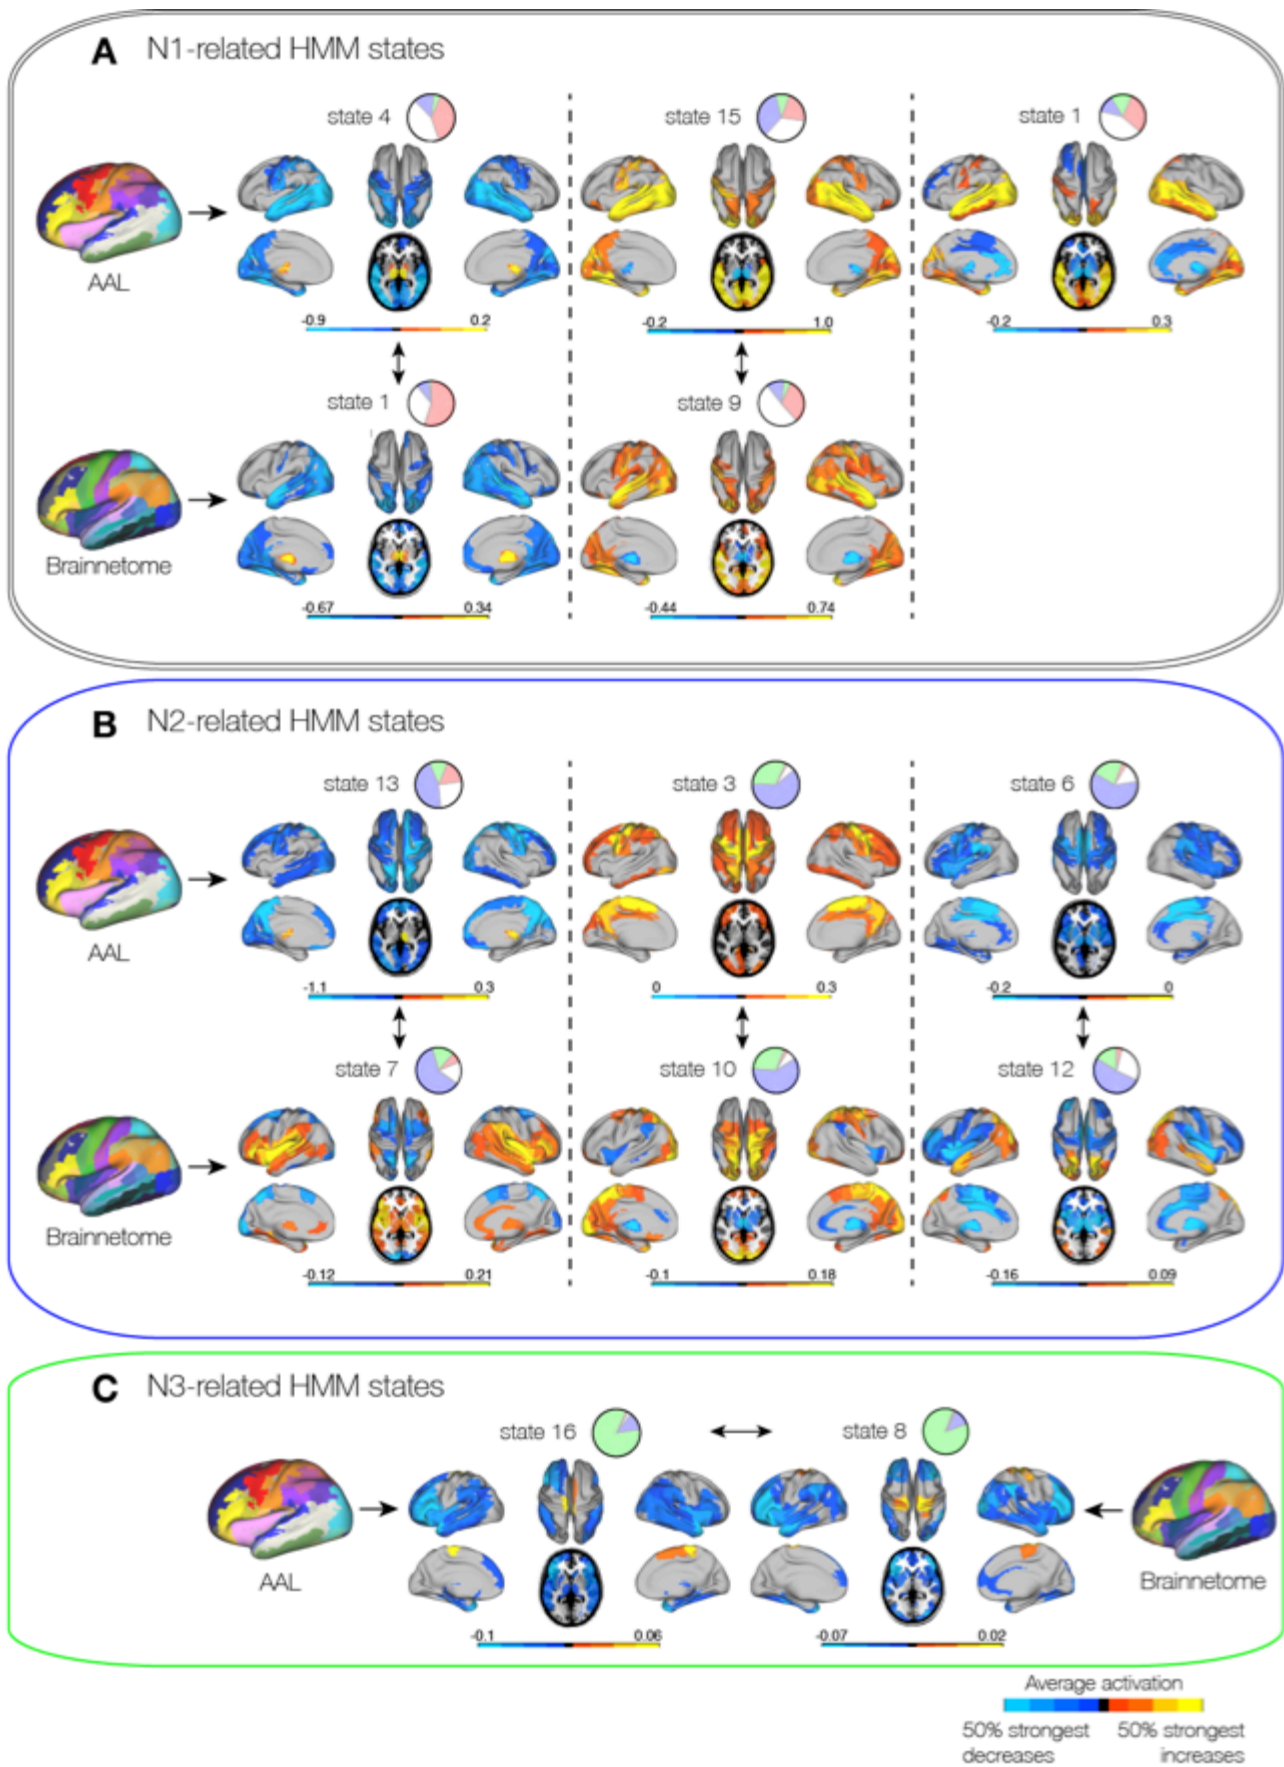 A N1-related HMM states
state 4 state 15 state 1
AAL
-0.9 0.2 -0.2 1.0 -0.2 0.3
state 1 state 9
Brainnetome
-0.67 0.34 -0.44 0.74
B N2-related HMM states
state 13 state 3 state 6
AAL
-1.1 0.3 0 0.3 -0.2 0
state 7 state 10 state 12
Brainnetome
-0.12 0.21 -0.1 0.18 -0.16 0.09
C N3-related HMM states
state 16 state 8
AAL Brainnetome
-0.1 0.06 -0.07 0.02
Average activation
50% strongest 50% strongest
decreases increases